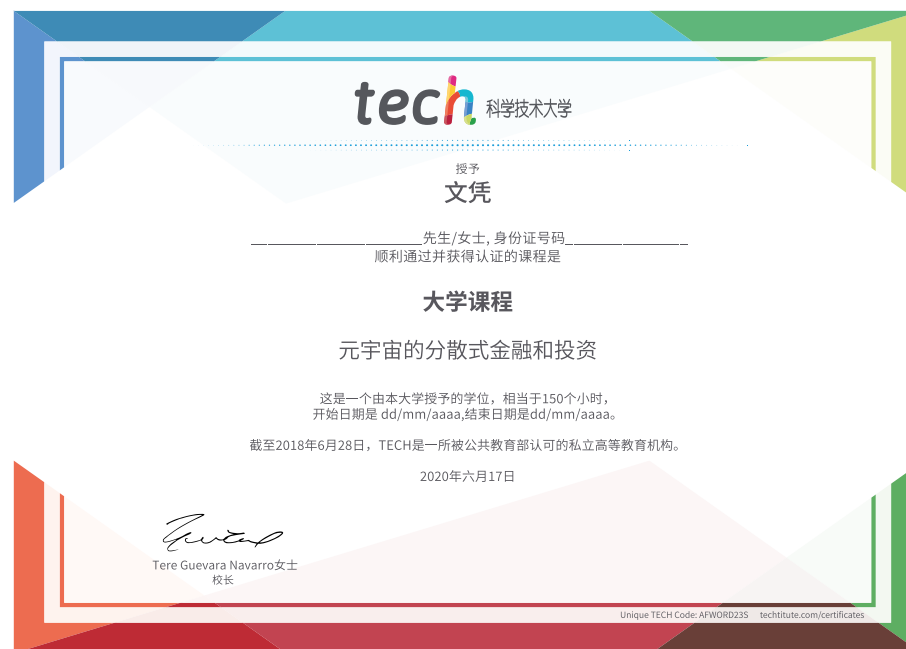 tech 科学技术大学
授予
文凭
______________________先生/女士, 身份证号码________________
顺利通过并获得认证的课程是
大学课程
元宇宙的分散式金融和投资
这是一个由本大学授予的学位，相当于150个小时，
开始日期是 dd/mm/aaaa,结束日期是dd/mm/aaaa。
截至2018年6月28日，TECH是一所被公共教育部认可的私立高等教育机构。
2020年六月17日
Tere Guevara Navarro女士
校长
Unique TECH Code: AFWORD23S techtitute.com/certificates